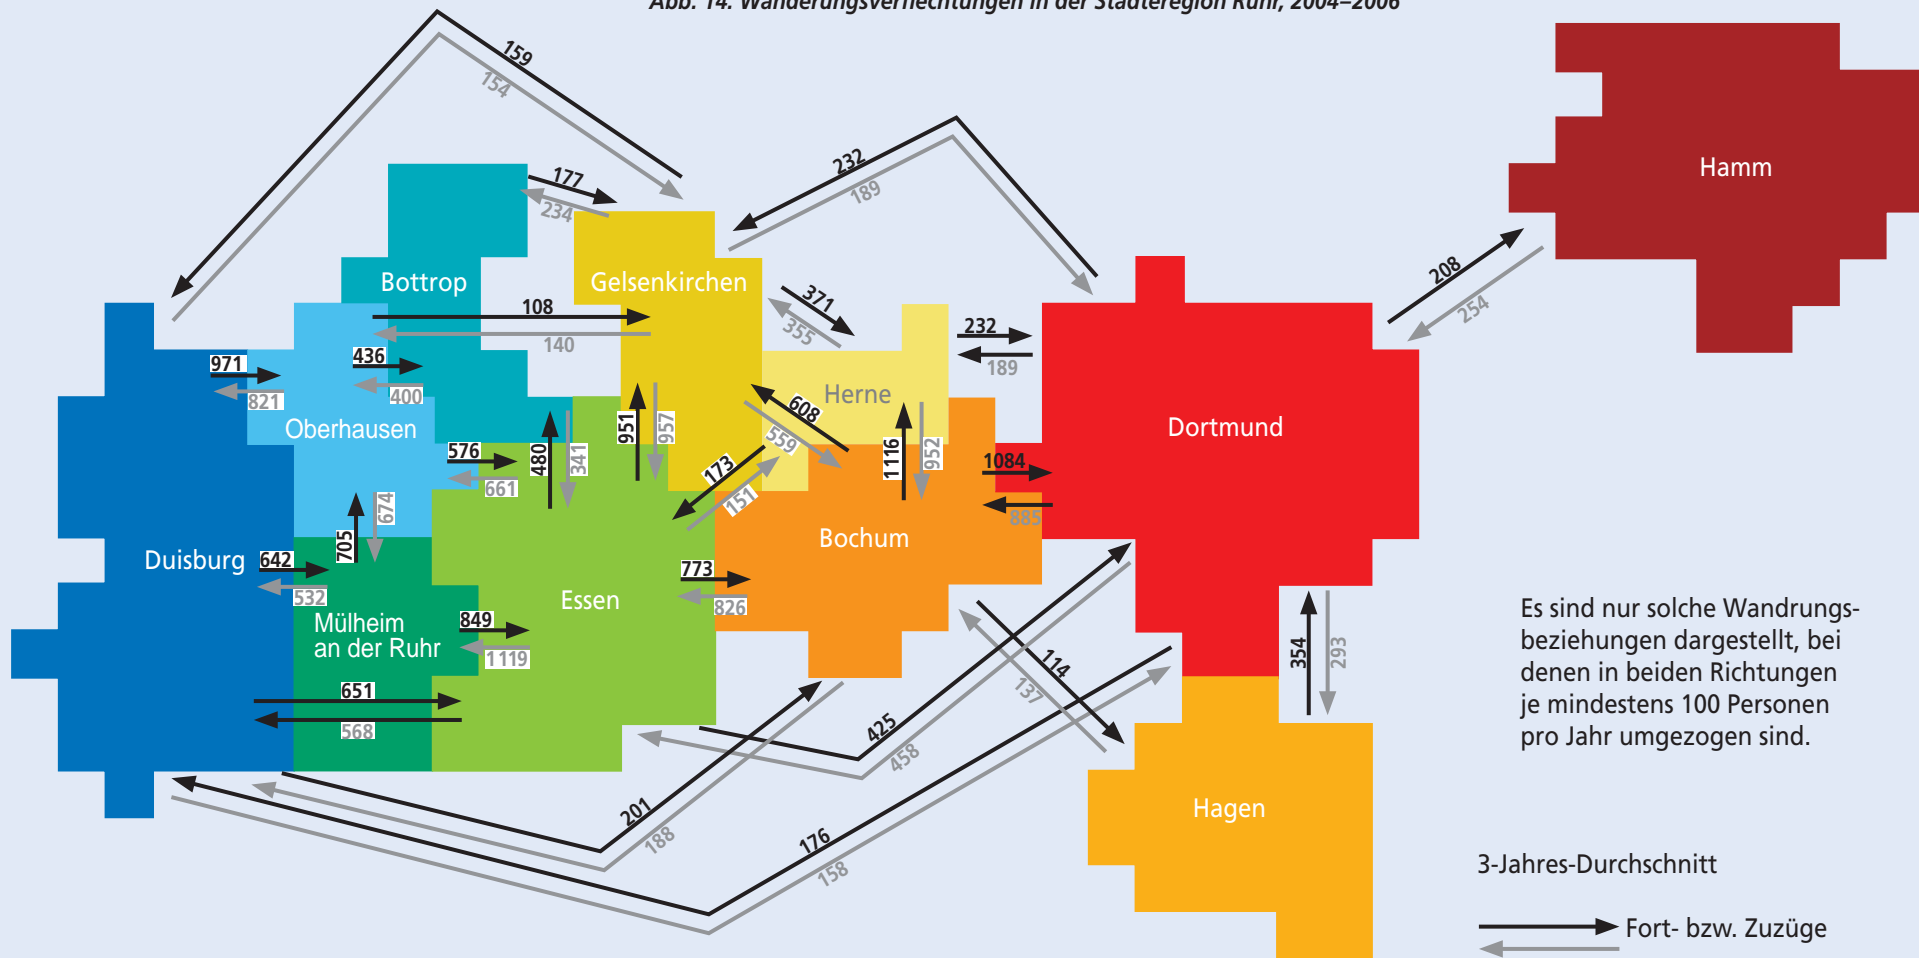 Abb. 14: Wanderungsverflechtungen in der Städteregion Ruhr, 2004–2006
159
154
177
234
232
189
Hamm
208
254
Bottrop
Gelsenkirchen
108
140
371
355
232
189
971
821
436
400
Oberhausen
Herne
Dortmund
576
661
480
341
951
957
608
559
173
151
1116
952
1084
885
705
674
Duisburg
642
532
Mülheim
an der Ruhr
849
1119
Essen
773
826
Bochum
651
568
114
137
354
293
425
458
201
188
176
158
Hagen
Es sind nur solche Wandrungs-
beziehungen dargestellt, bei
denen in beiden Richtungen
je mindestens 100 Personen
pro Jahr umgezogen sind.
3-Jahres-Durchschnitt
Fort- bzw. Zuzüge